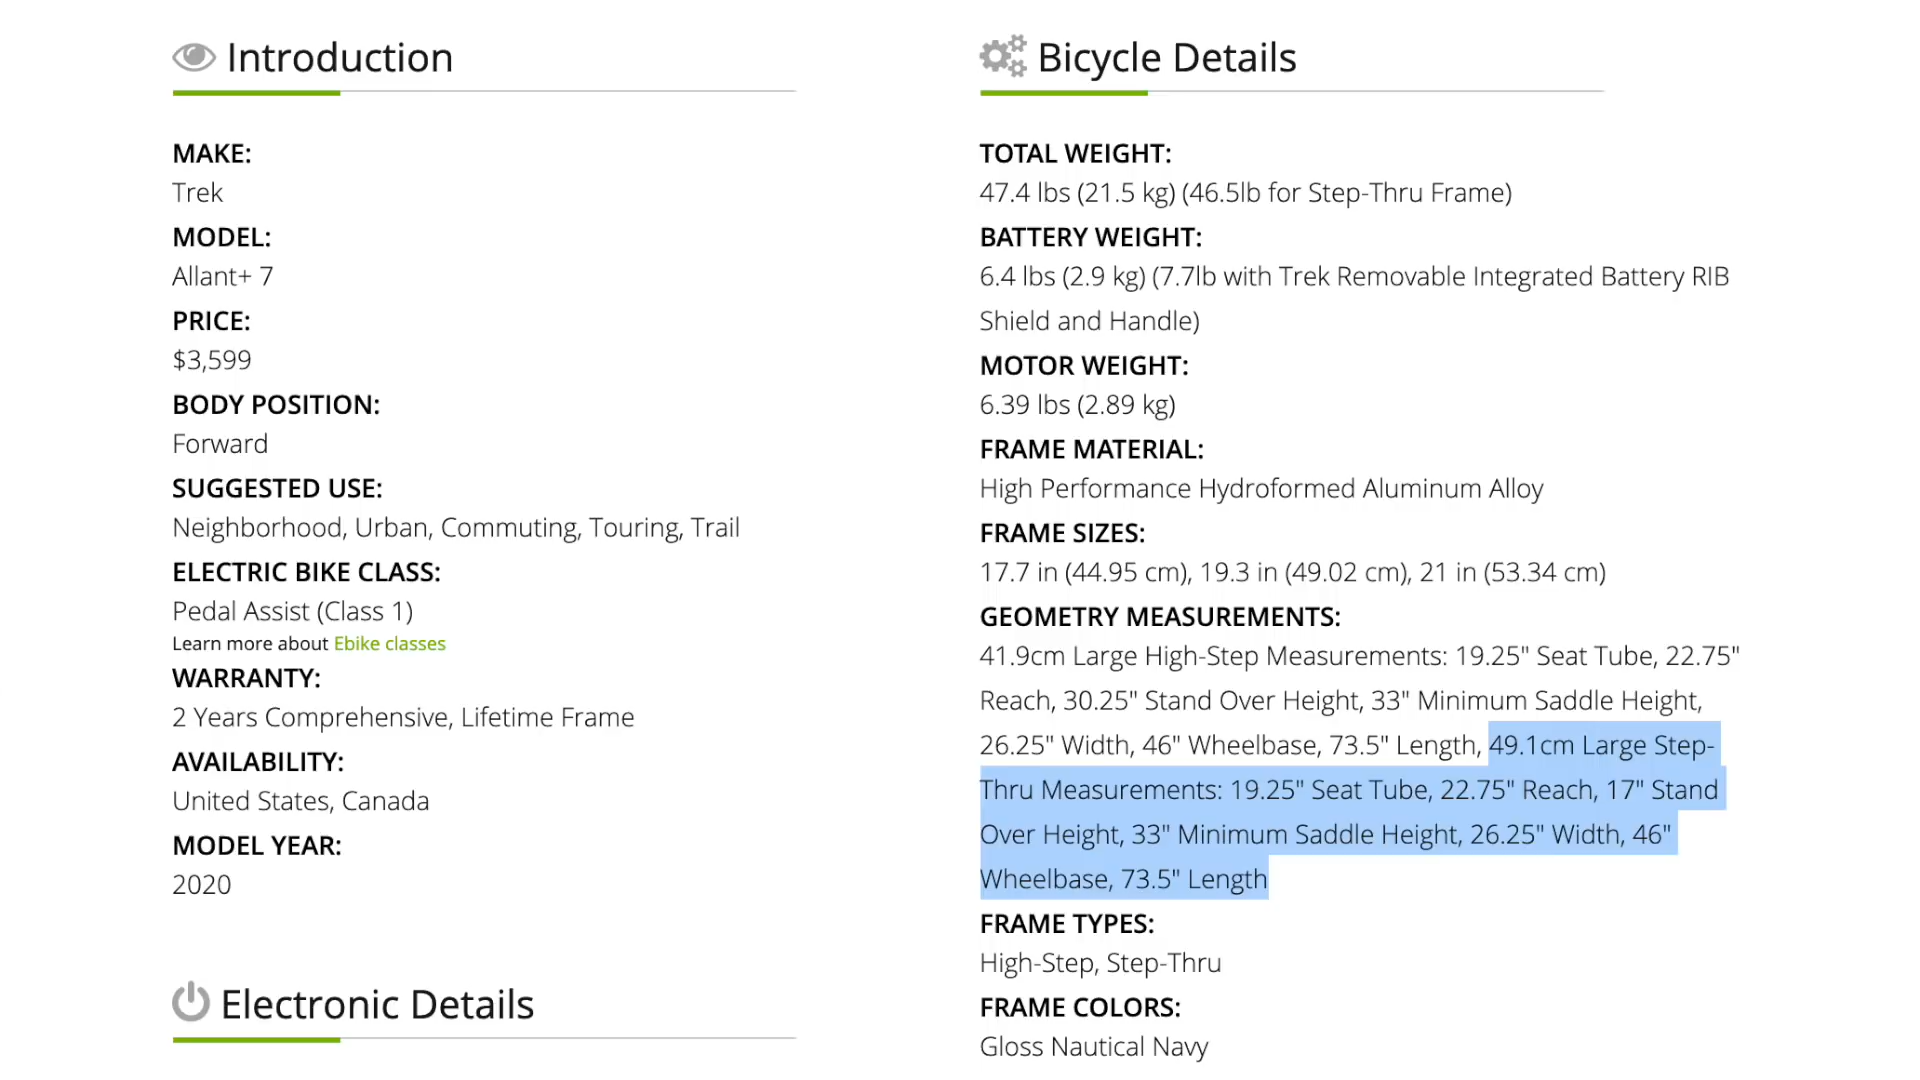 Introduction
MAKE:
Trek
MODEL:
Allant+ 7
PRICE:
$3,599
BODY POSITION:
Forward
SUGGESTED USE:
Neighborhood, Urban, Commuting, Touring, Trail
ELECTRIC BIKE CLASS:
Pedal Assist (Class 1)
Learn more about Ebike classes
WARRANTY:
2 Years Comprehensive, Lifetime Frame
AVAILABILITY:
United States, Canada
MODEL YEAR:
2020
Electronic Details
Bicycle Details
TOTAL WEIGHT:
47.4 lbs (21.5 kg) (46.5lb for Step-Thru Frame)
BATTERY WEIGHT:
6.4 lbs (2.9 kg) (7.7lb with Trek Removable Integrated Battery RIB
Shield and Handle)
MOTOR WEIGHT:
6.39 lbs (2.89 kg)
FRAME MATERIAL:
High Performance Hydroformed Aluminum Alloy
FRAME SIZES:
17.7 in (44.95 cm), 19.3 in (49.02 cm), 21 in (53.34 cm)
GEOMETRY MEASUREMENTS:
41.9cm Large High-Step Measurements: 19.25" Seat Tube, 22.75"
Reach, 30.25" Stand Over Height, 33" Minimum Saddle Height,
26.25" Width, 46" Wheelbase, 73.5" Length, 49.1cm Large Step-
Thru Measurements: 19.25" Seat Tube, 22.75" Reach, 17" Stand
Over Height, 33" Minimum Saddle Height, 26.25" Width, 46"
Wheelbase, 73.5" Length
FRAME TYPES:
High-Step, Step-Thru
FRAME COLORS:
Gloss Nautical Navy